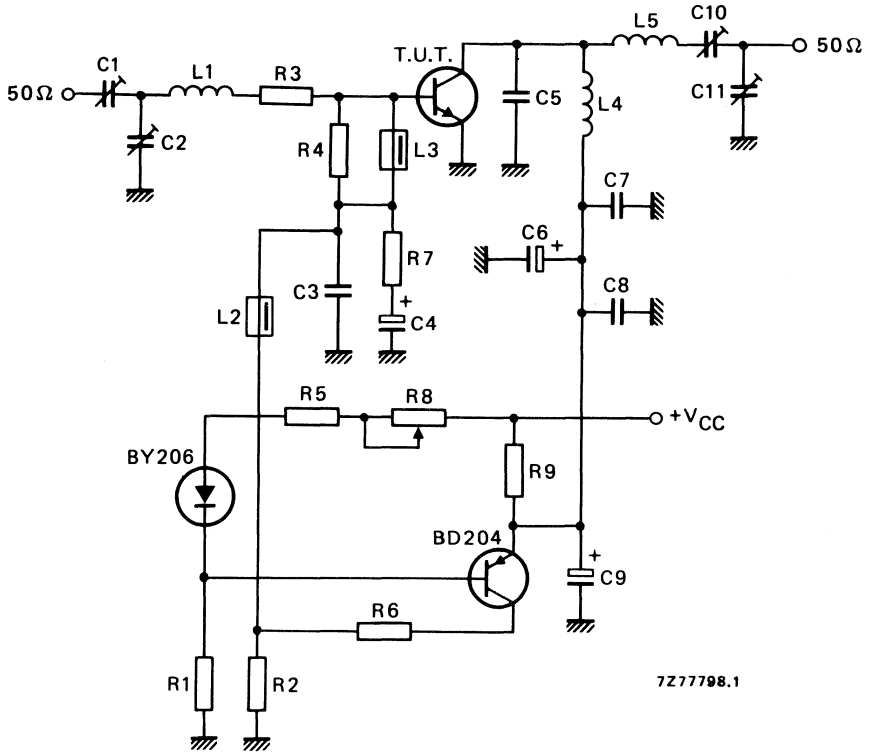 L5
C10
50Ω
T.U.T.
C1
L1
R3
50Ω
C5
L4
C11
C2
R4
L3
C7
C6
+
R7
C3
+
C8
L2
C4
R5
R8
+VCC
BY206
R9
BD204
+
C9
R6
R1
R2
7Z77798.1